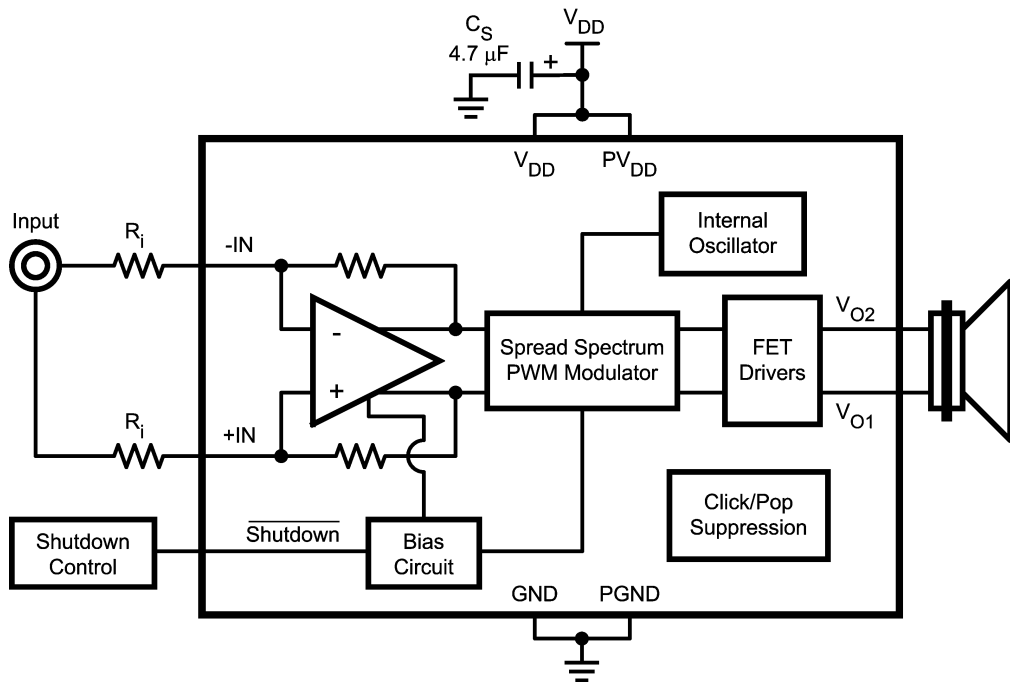 C_S
4.7 μF
+
V_DD
V_DD
PV_DD
Input
R_i
-IN
Internal
Oscillator
-
+
Spread Spectrum
PWM Modulator
FET
Drivers
V_O2
V_O1
R_i
+IN
Click/Pop
Suppression
Shutdown
Control
Shutdown
Bias
Circuit
GND
PGND